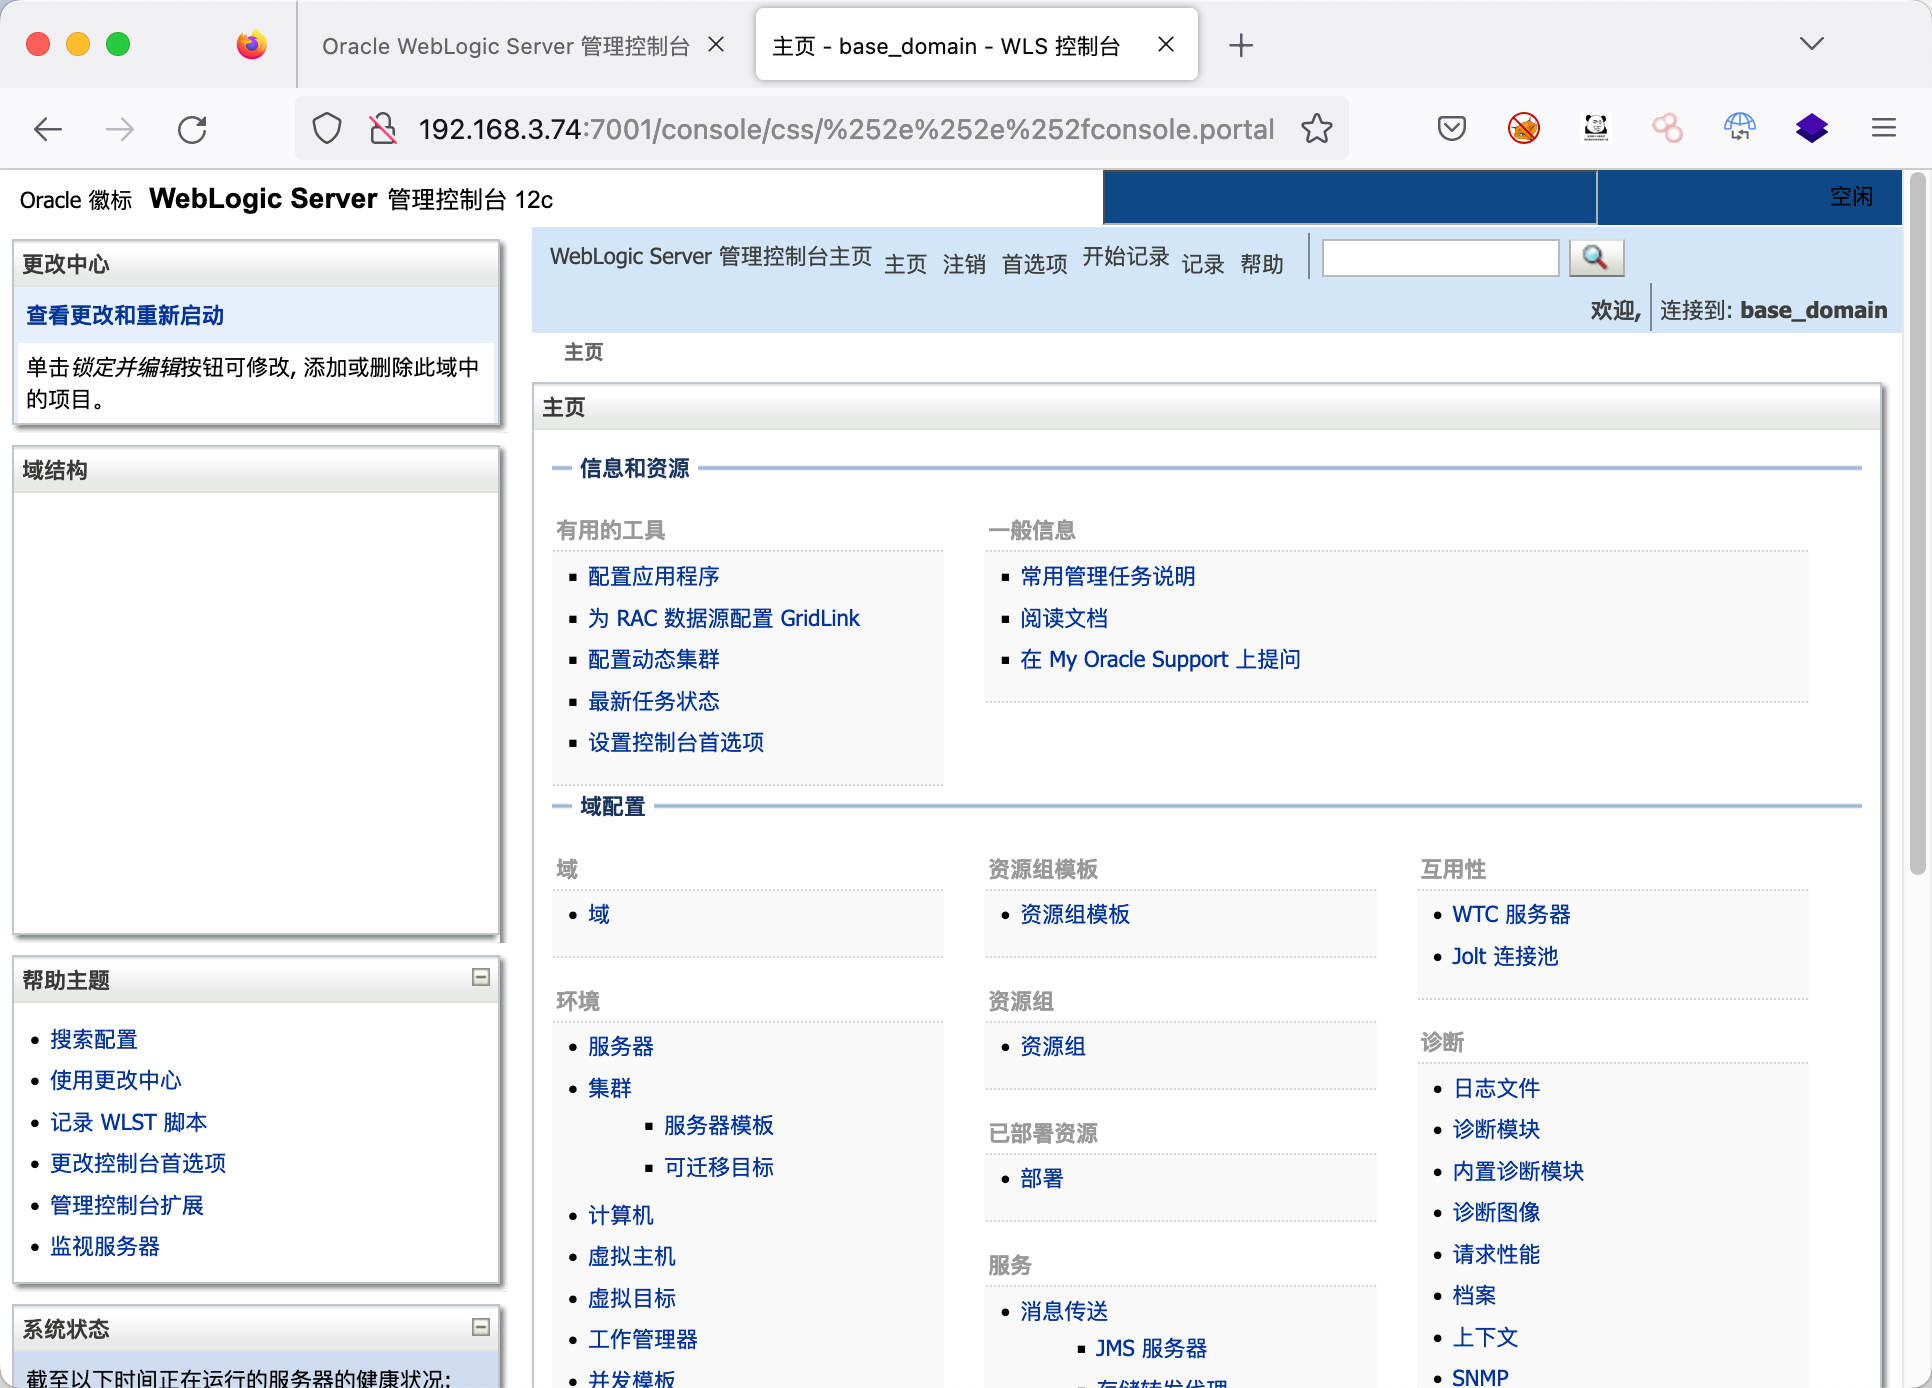 Oracle WebLogic Server 管理控制台
主页 - base_domain - WLS 控制台
192.168.3.74:7001/console/css/%252e%252e%252fconsole.portal
Oracle 徽标 WebLogic Server 管理控制台 12c
空闲
更改中心
查看更改和重新启动
单击锁定并编辑按钮可修改, 添加或删除此域中
的项目。
域结构
帮助主题
搜索配置
使用更改中心
记录 WLST 脚本
更改控制台首选项
管理控制台扩展
监视服务器
系统状态
截至以下时间正在运行的服务器的健康状况:
WebLogic Server 管理控制台主页 主页 注销 首选项 开始记录 记录 帮助
欢迎, 连接到: base_domain
主页
主页
信息和资源
有用的工具
配置应用程序
为 RAC 数据源配置 GridLink
配置动态集群
最新任务状态
设置控制台首选项
一般信息
常用管理任务说明
阅读文档
在 My Oracle Support 上提问
域配置
域
域
环境
服务器
集群
服务器模板
可迁移目标
计算机
虚拟主机
虚拟目标
工作管理器
并发模板
资源组模板
资源组模板
资源组
资源组
已部署资源
部署
服务
消息传送
JMS 服务器
存储转发代理
互用性
WTC 服务器
Jolt 连接池
诊断
日志文件
诊断模块
内置诊断模块
诊断图像
请求性能
档案
上下文
SNMP